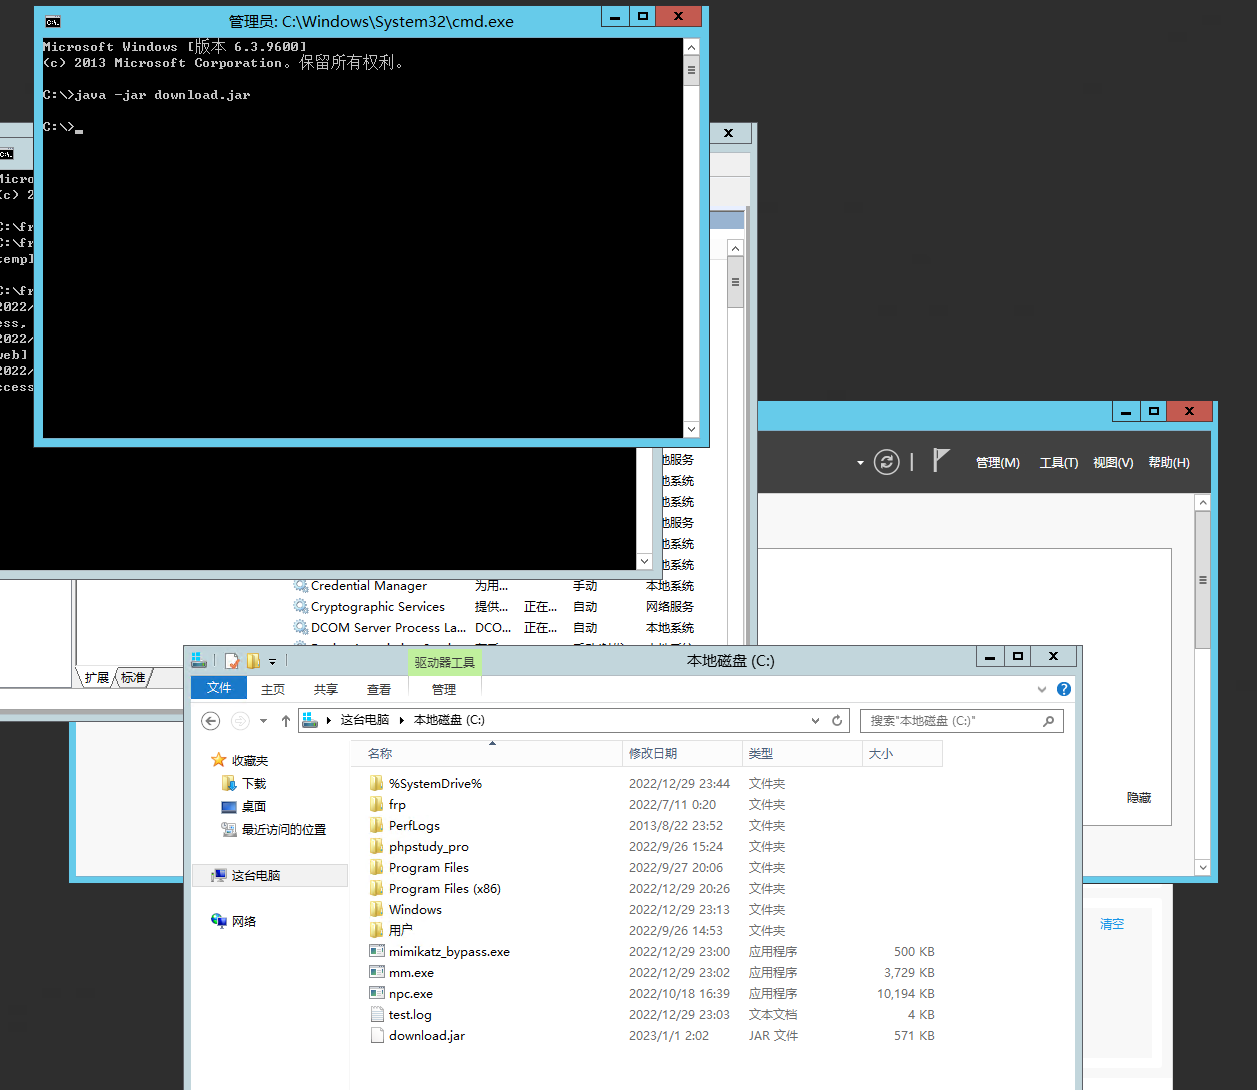 管理员: C:\Windows\System32\cmd.exe
Microsoft Windows [版本 6.3.9600]
(c) 2013 Microsoft Corporation。保留所有权利。
C:\>java -jar download.jar
C:\>
Micro
(c) 2
C:\fr
C:\fr
templ
C:\fr
2022/
ess,
2022/
web]
2022/
ccess
管理(M) 工具(T) 视图(V) 帮助(H)
地服务
地系统
地系统
地服务
地系统
地系统
Credential Manager 为用... 手动 本地系统
Cryptographic Services 提供... 正在... 自动 网络服务
DCOM Server Process La... DCO... 正在... 自动 本地系统
扩展 标准
驱动器工具 本地磁盘 (C:)
文件 主页 共享 查看 管理
这台电脑 本地磁盘 (C:) 搜索"本地磁盘 (C:)"
收藏夹
下载
桌面
最近访问的位置
这台电脑
网络
名称 修改日期 类型 大小
%SystemDrive% 2022/12/29 23:44 文件夹
frp 2022/7/11 0:20 文件夹
PerfLogs 2013/8/22 23:52 文件夹
phpstudy_pro 2022/9/26 15:24 文件夹
Program Files 2022/9/27 20:06 文件夹
Program Files (x86) 2022/12/29 20:26 文件夹
Windows 2022/12/29 23:13 文件夹
用户 2022/9/26 14:53 文件夹
mimikatz_bypass.exe 2022/12/29 23:00 应用程序 500 KB
mm.exe 2022/12/29 23:02 应用程序 3,729 KB
npc.exe 2022/10/18 16:39 应用程序 10,194 KB
test.log 2022/12/29 23:03 文本文档 4 KB
download.jar 2023/1/1 2:02 JAR 文件 571 KB
隐藏
清空